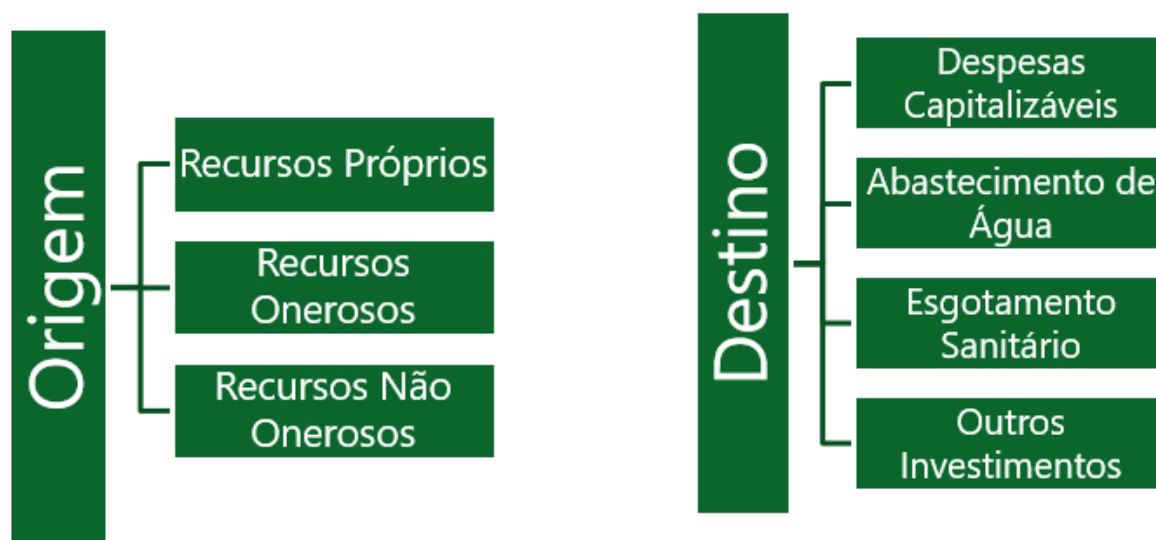 Origem
Recursos Próprios
Recursos
Onerosos
Recursos Não
Onerosos
Destino
Despesas
Capitalizáveis
Abastecimento de
Água
Esgotamento
Sanitário
Outros
Investimentos